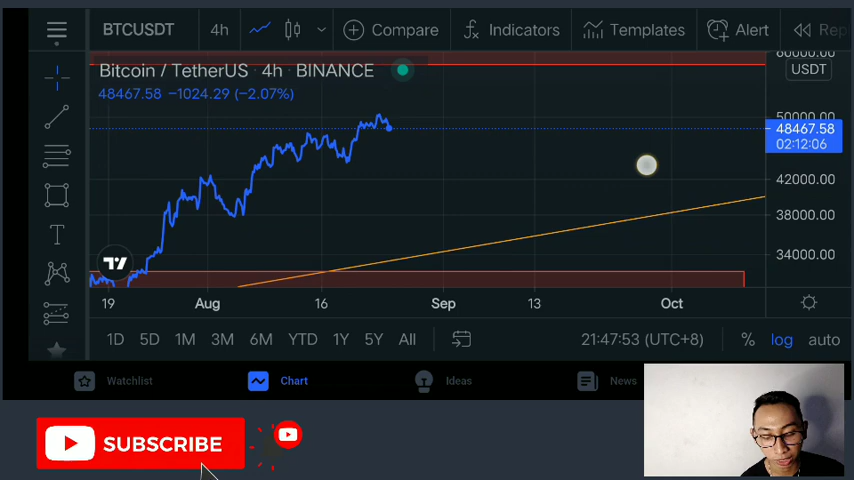 BTCUSDT 4h Compare Indicators Templates Alert
Bitcoin / TetherUS · 4h · BINANCE
48467.58 −1024.29 (−2.07%)
USDT
50000.00
48467.58
02:12:06
42000.00
38000.00
34000.00
T
19 Aug 16 Sep 13 Oct
1D 5D 1M 3M 6M YTD 1Y 5Y All 21:47:53 (UTC+8) % log auto
Watchlist Chart Ideas News
SUBSCRIBE